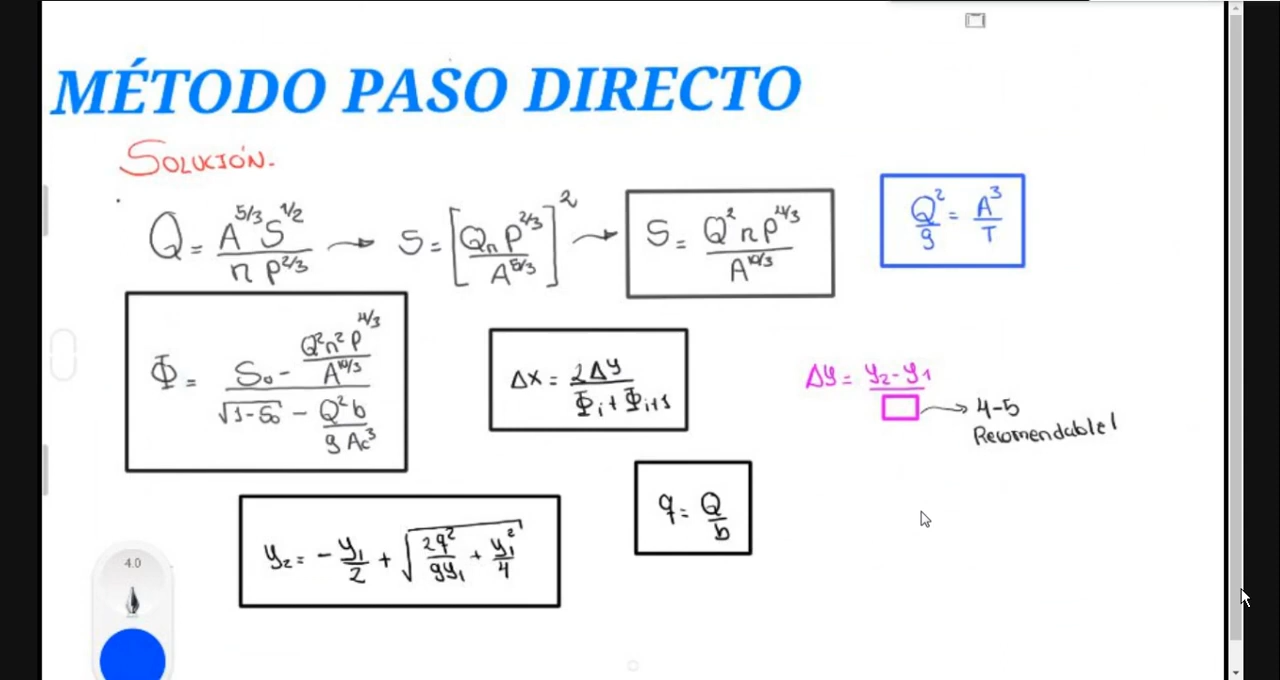 MÉTODO PASO DIRECTO
SOLUCIÓN.
Q = A^5/3 S^1/2 / n P^2/3 → S = [Qn P^2/3 / A^5/3]^2 → S = Q^2 n P^4/3 / A^10/3
Q^2 / g = A^3 / T
Φ = (S₀ - Q^2 n^2 P^4/3 / A^10/3) / (√1-S₀ - Q^2 b / g Ac^3)
Δx = 2Δy / Φi + Φi+1
Δy = y2 - y1 / □ → 4-5
Recomendable!
q = Q / b
y2 = - y1/2 + √(2q^2 / gy1 + y1^2 / 4)
4.0